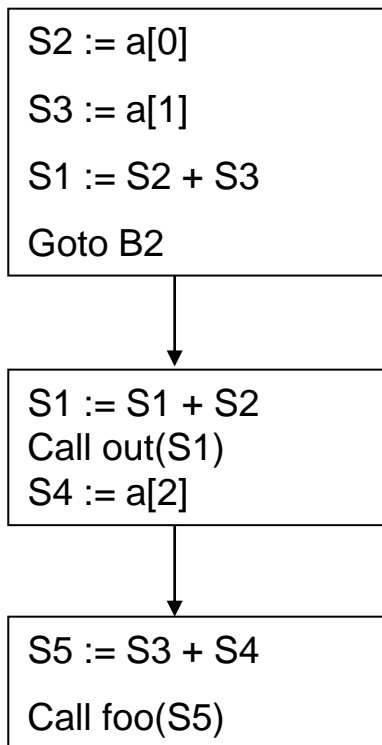 S2 := a[0]
S3 := a[1]
S1 := S2 + S3
Goto B2
S1 := S1 + S2
Call out(S1)
S4 := a[2]
S5 := S3 + S4
Call foo(S5)